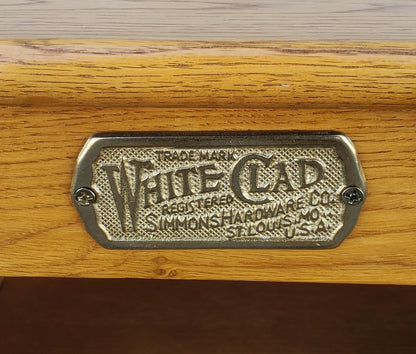 TRADE MARK
WHITE CLAD
REGISTERED
SIMMONS HARDWARE CO.
ST. LOUIS, MO.
U.S.A.